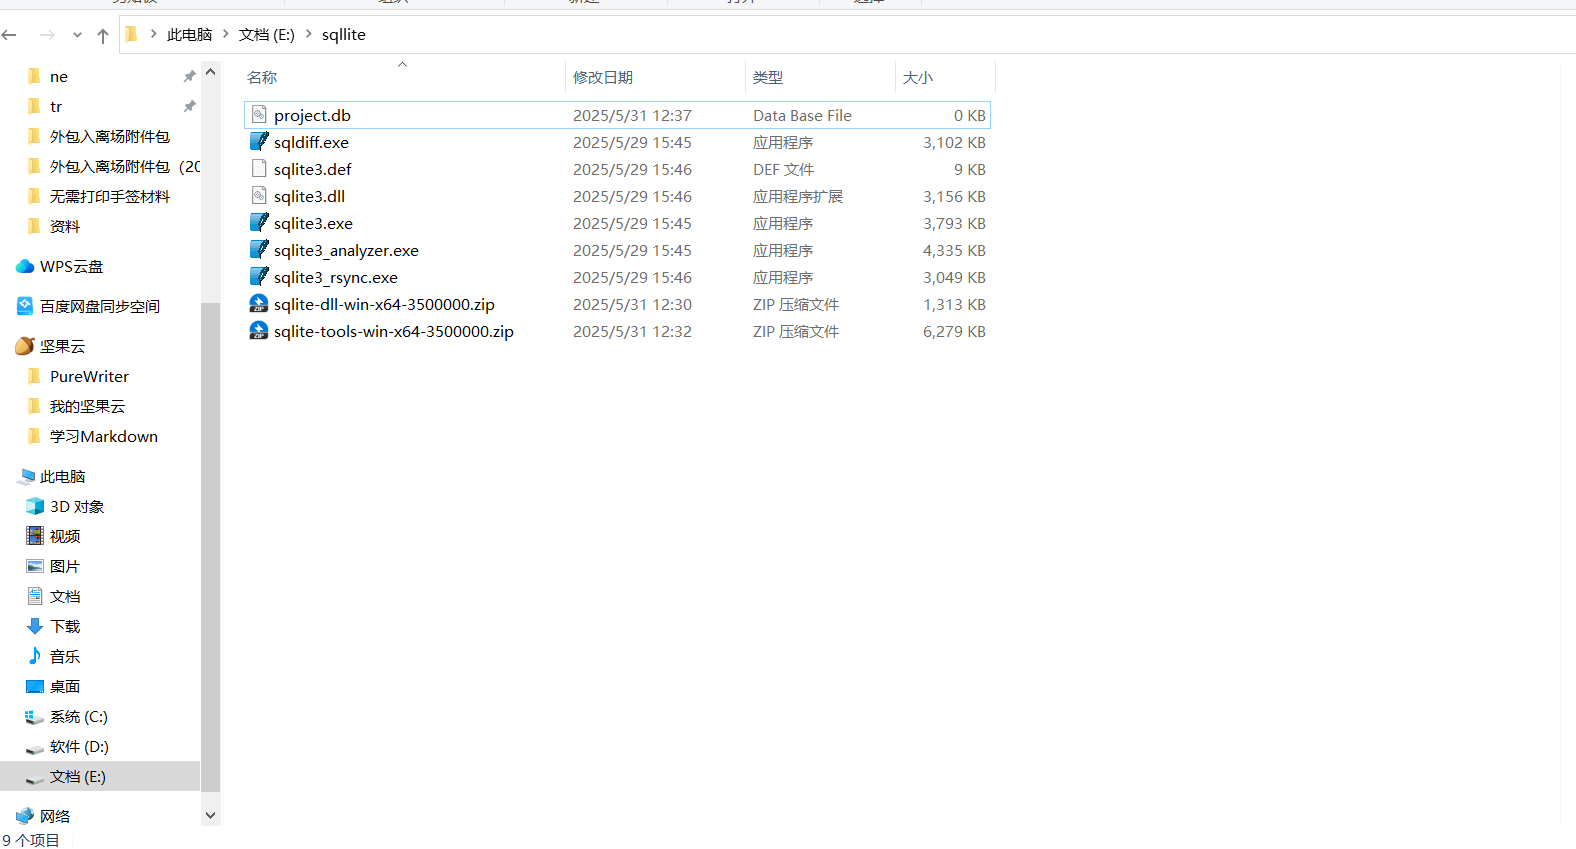 此电脑 文档 (E:) sqllite
ne
tr
外包入离场附件包
外包入离场附件包（20
无需打印手签材料
资料
WPS云盘
百度网盘同步空间
坚果云
PureWriter
我的坚果云
学习Markdown
此电脑
3D 对象
视频
图片
文档
下载
音乐
桌面
系统 (C:)
软件 (D:)
文档 (E:)
网络
名称 修改日期 类型 大小
project.db 2025/5/31 12:37 Data Base File 0 KB
sqldiff.exe 2025/5/29 15:45 应用程序 3,102 KB
sqlite3.def 2025/5/29 15:46 DEF 文件 9 KB
sqlite3.dll 2025/5/29 15:46 应用程序扩展 3,156 KB
sqlite3.exe 2025/5/29 15:45 应用程序 3,793 KB
sqlite3_analyzer.exe 2025/5/29 15:45 应用程序 4,335 KB
sqlite3_rsync.exe 2025/5/29 15:46 应用程序 3,049 KB
sqlite-dll-win-x64-3500000.zip 2025/5/31 12:30 ZIP 压缩文件 1,313 KB
sqlite-tools-win-x64-3500000.zip 2025/5/31 12:32 ZIP 压缩文件 6,279 KB
9 个项目